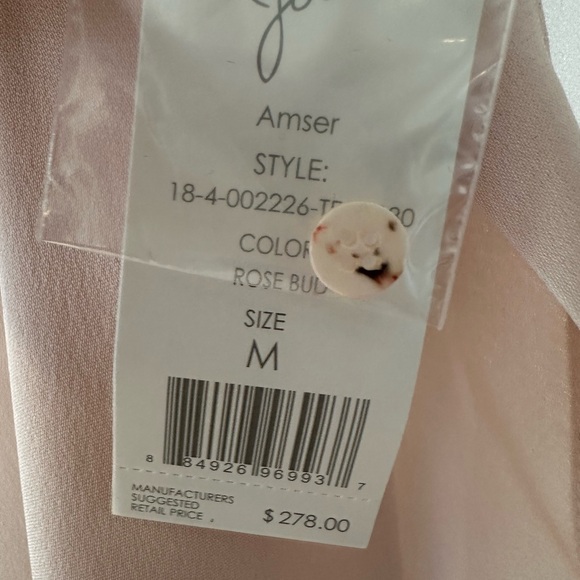 Amser
STYLE:
18-4-002226-
COLOR
ROSE BUD
SIZE
M
8 84926 96993 7
MANUFACTURERS
SUGGESTED
RETAIL PRICE
$278.00